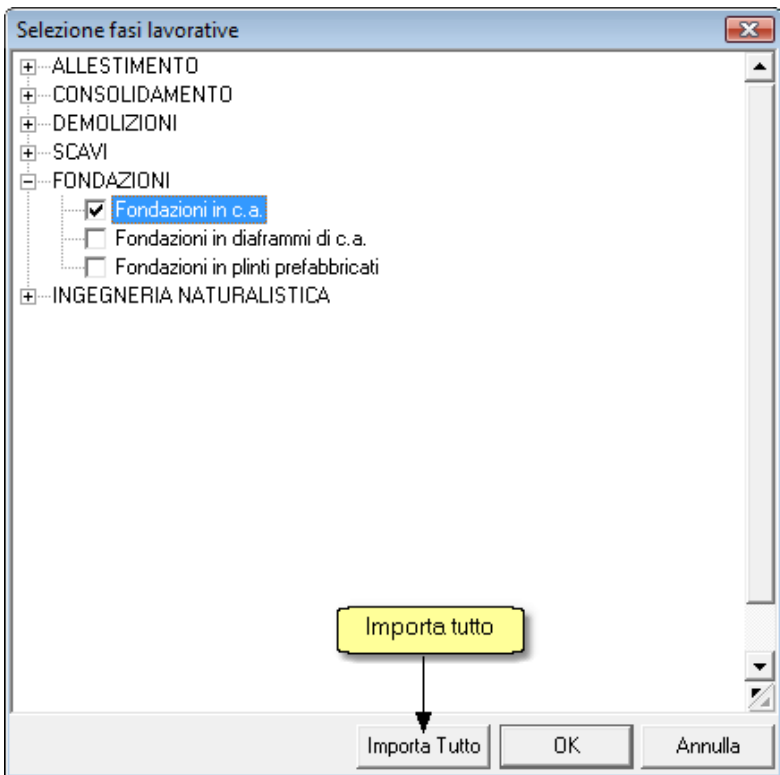 Selezione fasi lavorative
ALLESTIMENTO
CONSOLIDAMENTO
DEMOLIZIONI
SCAVI
FONDAZIONI
Fondazioni in c.a.
Fondazioni in diaframmi di c.a.
Fondazioni in plinti prefabbricati
INGEGNERIA NATURALISTICA
Importa tutto
Importa Tutto OK Annulla